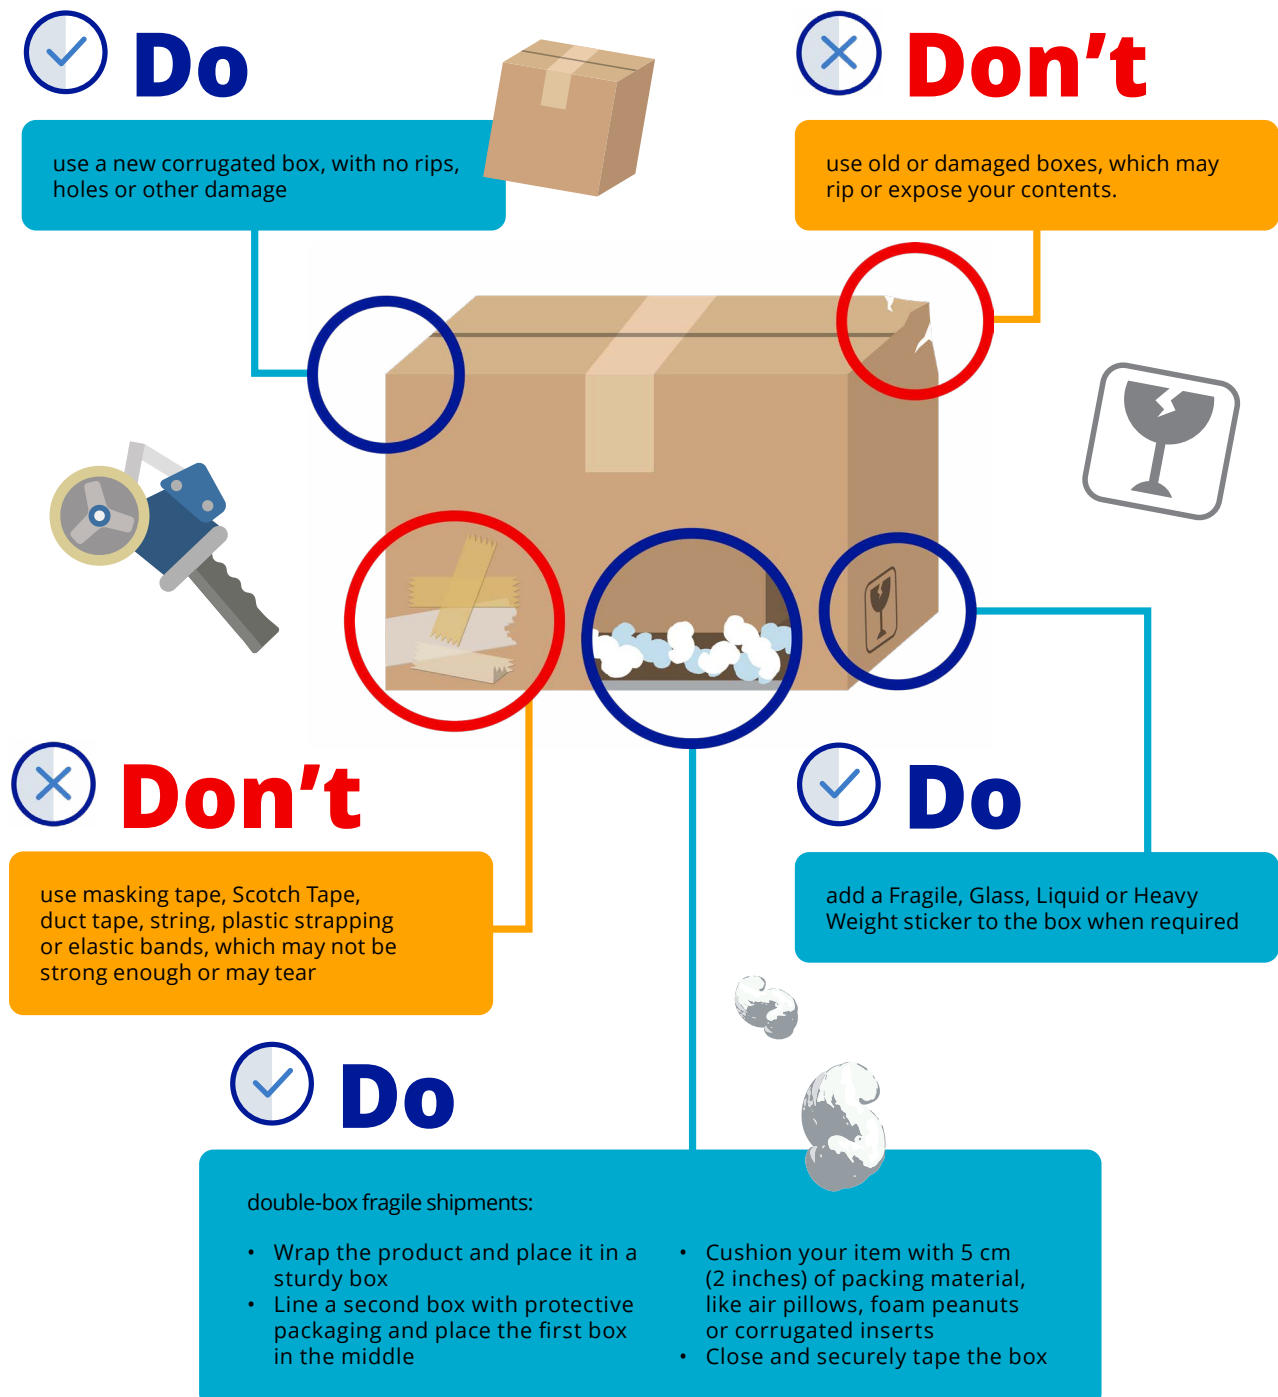 Do
use a new corrugated box, with no rips,
holes or other damage
Don’t
use old or damaged boxes, which may
rip or expose your contents.
Don’t
use masking tape, Scotch Tape,
duct tape, string, plastic strapping
or elastic bands, which may not be
strong enough or may tear
Do
add a Fragile, Glass, Liquid or Heavy
Weight sticker to the box when required
Do
double-box fragile shipments:
• Wrap the product and place it in a
sturdy box
• Line a second box with protective
packaging and place the first box
in the middle
• Cushion your item with 5 cm
(2 inches) of packing material,
like air pillows, foam peanuts
or corrugated inserts
• Close and securely tape the box